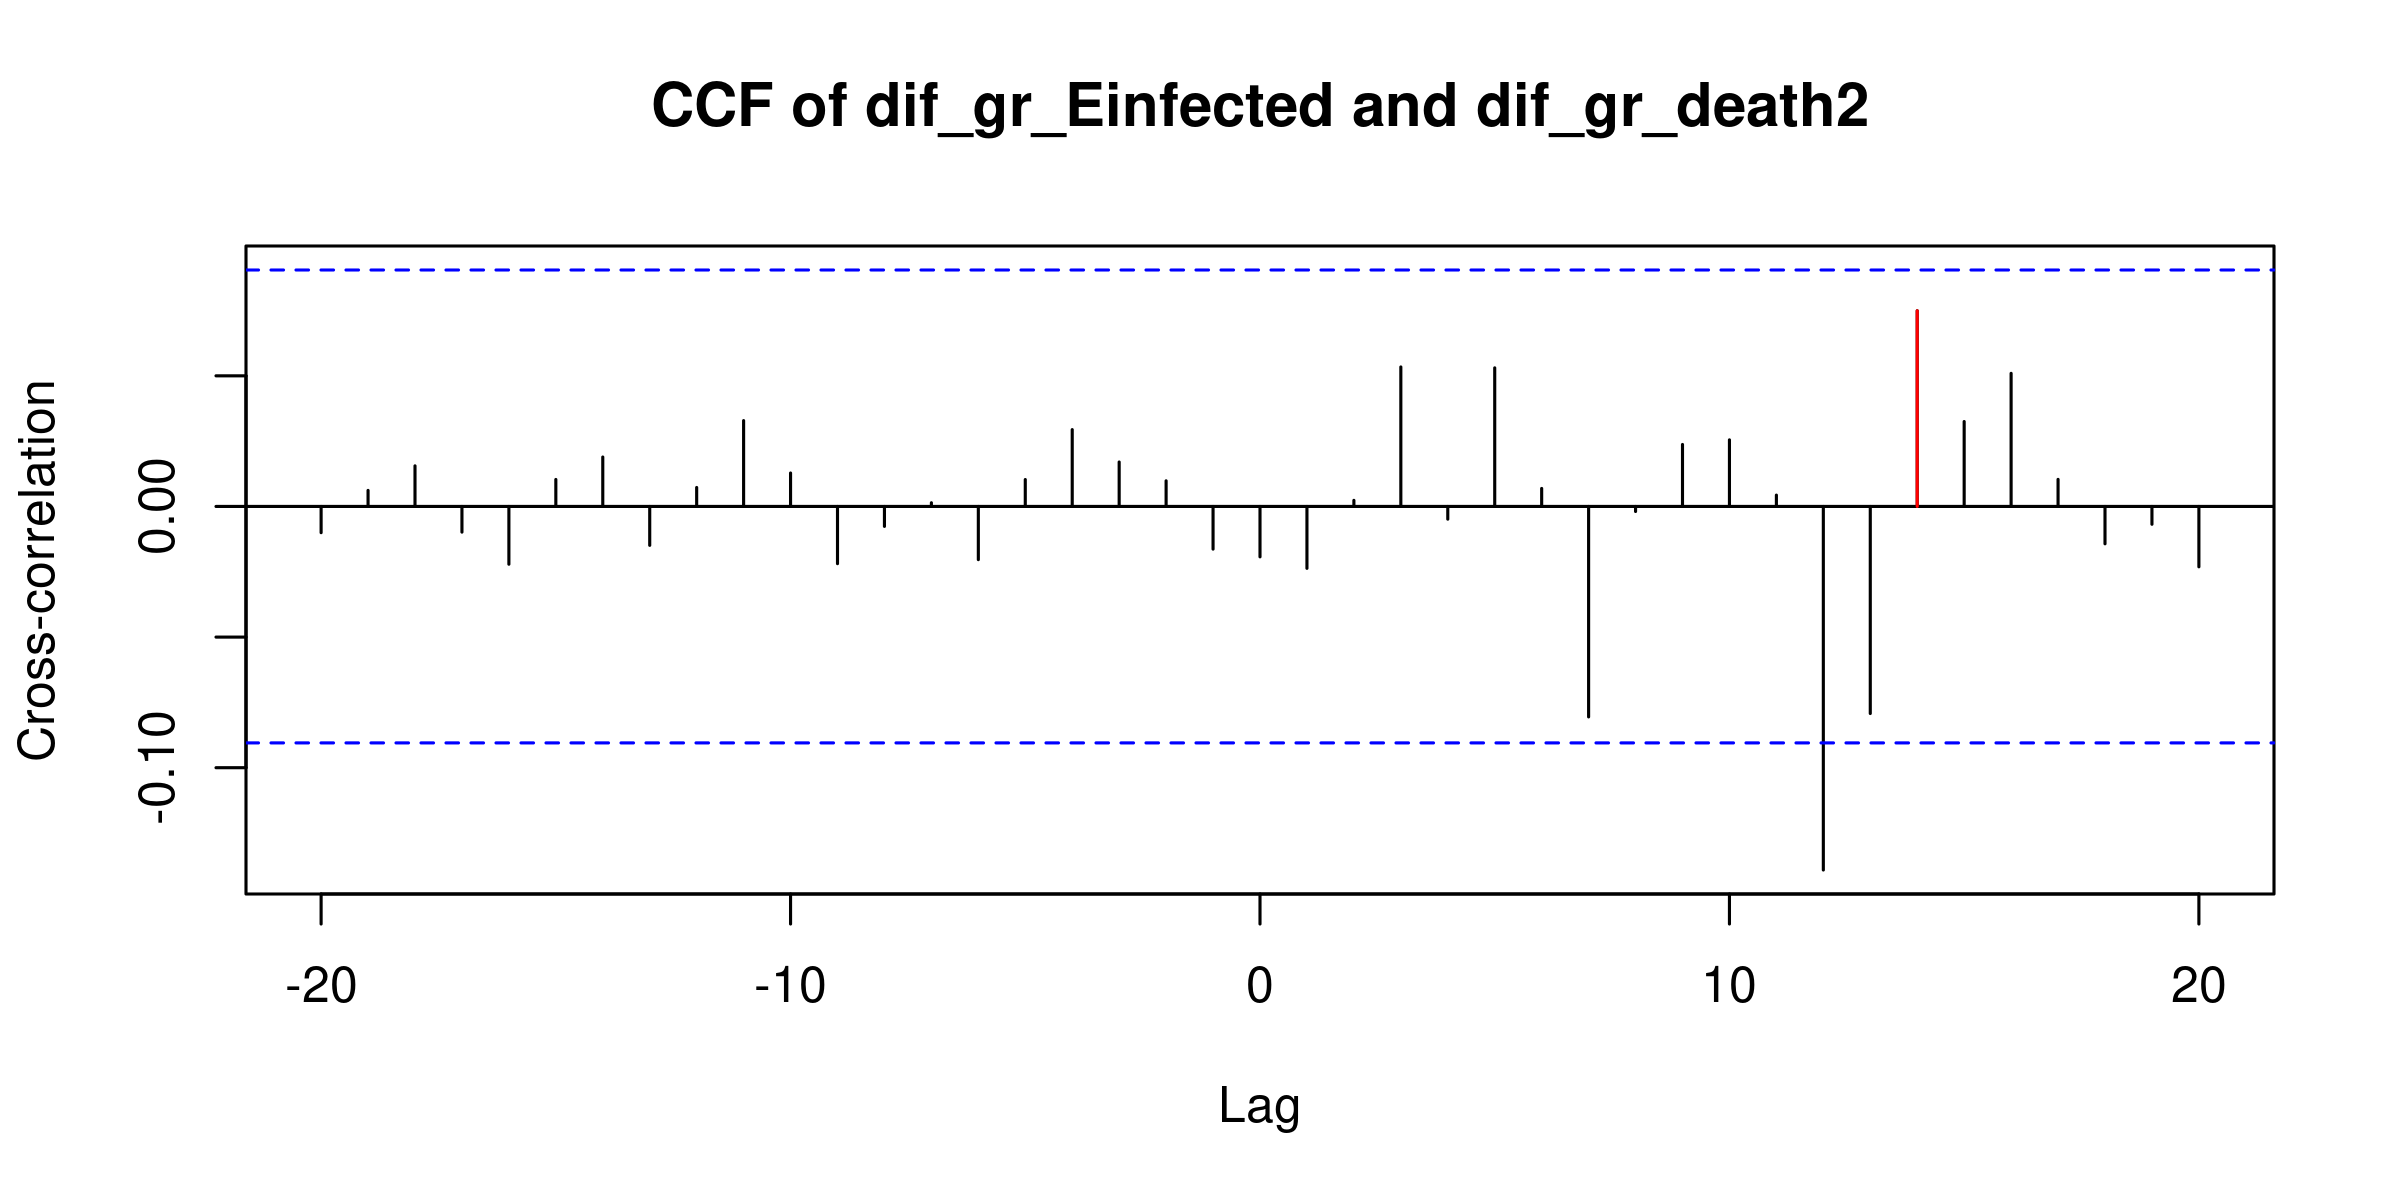 CCF of dif_gr_Einfected and dif_gr_death2
Cross-correlation
0.00
-0.10
-20 -10 0 10 20
Lag